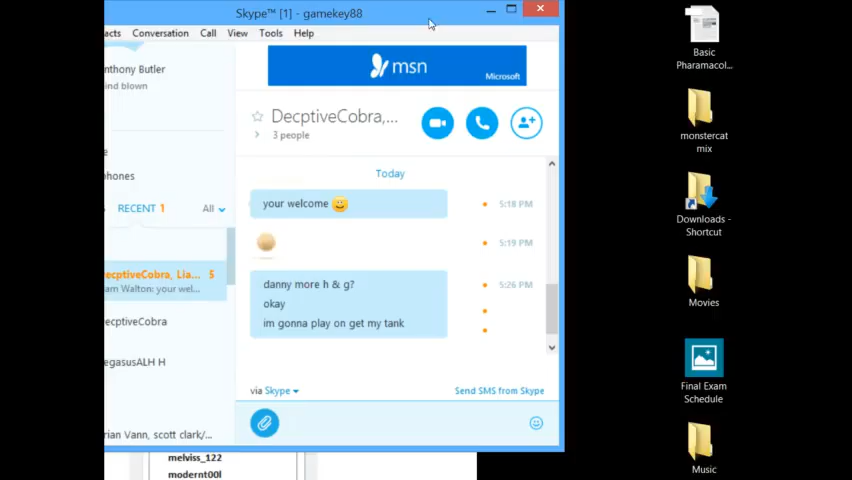 Skype™ [1] - gamekey88
acts Conversation Call View Tools Help
nthony Butler
ind blown
msn
Microsoft
DecptiveCobra,...
3 people
e
phones
RECENT 1 All
Today
your welcome 5:18 PM
5:19 PM
ecptiveCobra, Lia... 5
am Walton: your wel...
danny more h & g? 5:26 PM
okay
im gonna play on get my tank
ecptiveCobra
egasusALH H
via Skype
Send SMS from Skype
rian Vann, scott clark/...
melviss_122
modernt00l
Basic
Pharamacol...
monstercat
mix
Downloads -
Shortcut
Movies
Final Exam
Schedule
Music